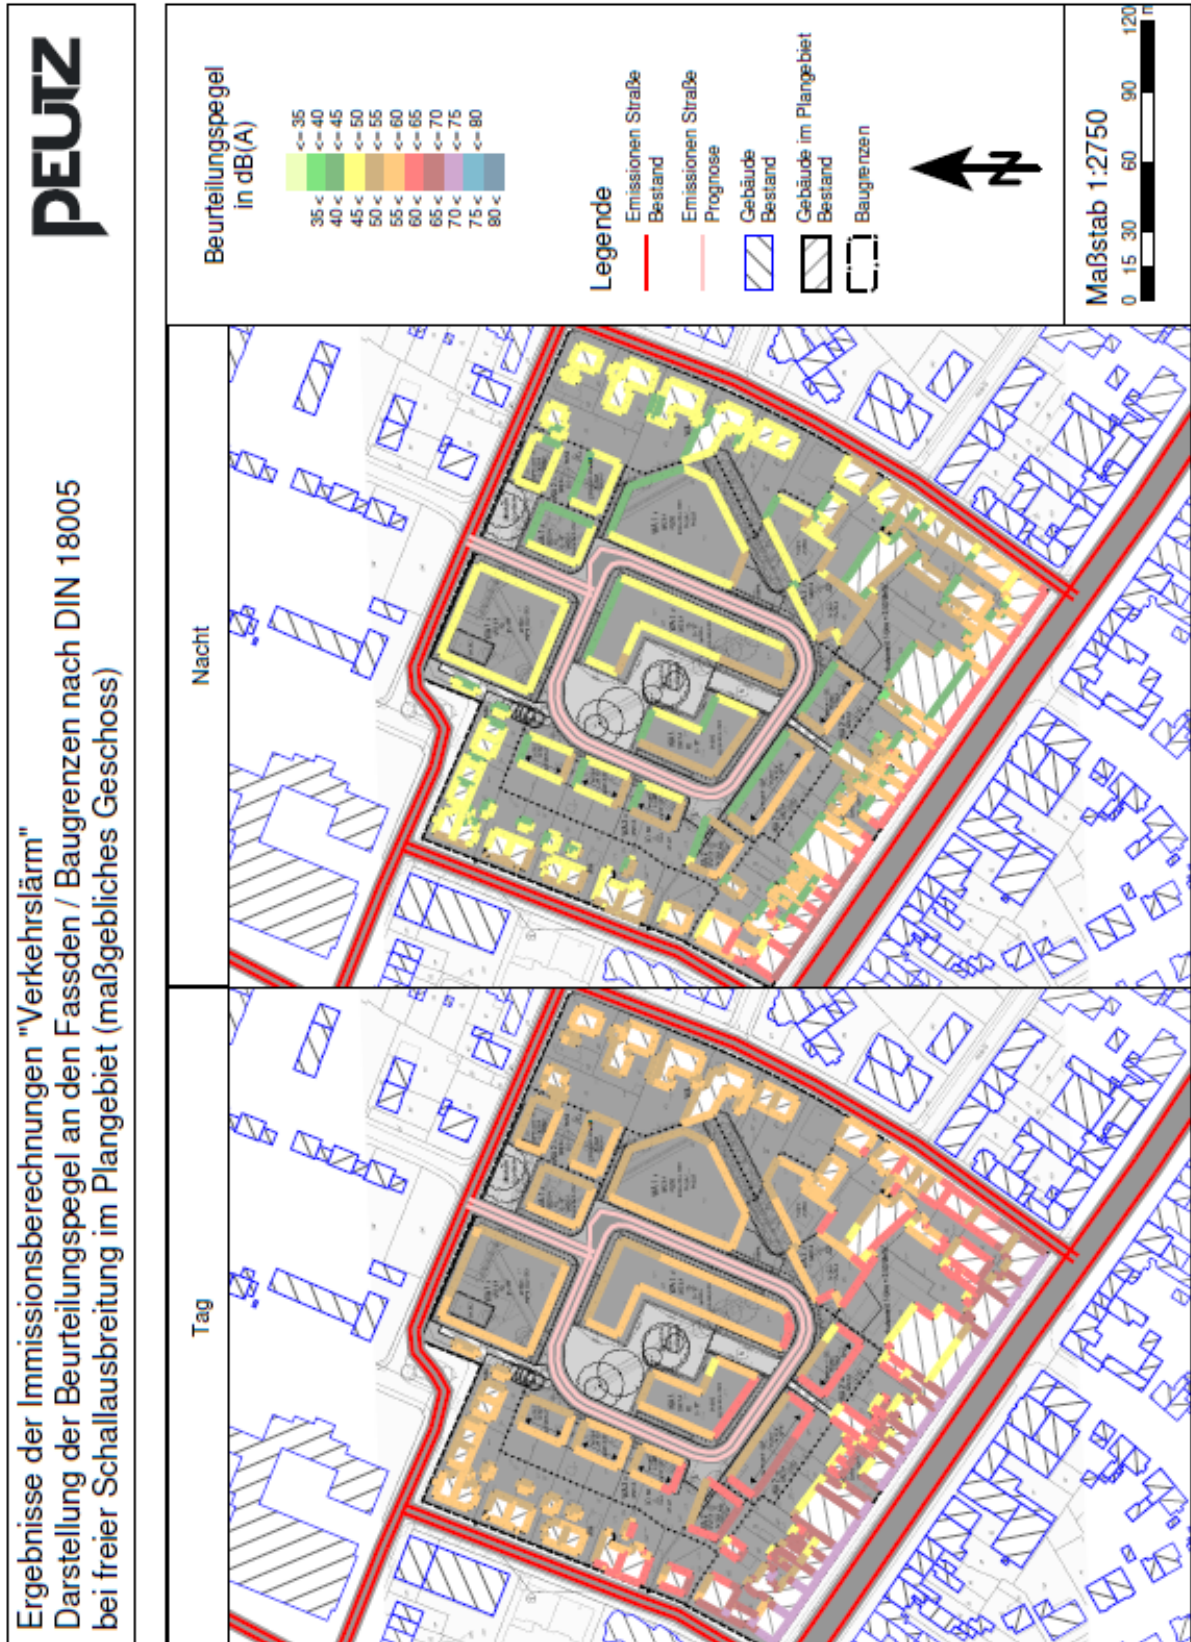 Ergebnisse der Immissionsberechnungen "Verkehrslärm"
Darstellung der Beurteilungspegel an den Fassden / Baugrenzen nach DIN 18005
bei freier Schallausbreitung im Plangebiet (maßgebliches Geschoss)
PEUTZ
Tag
Nacht
Beurteilungspegel
in dB(A)
<= 35
35 < <= 40
40 < <= 45
45 < <= 50
50 < <= 55
55 < <= 60
60 < <= 65
65 < <= 70
70 < <= 75
75 < <= 80
80 <
Legende
Emissionen Straße
Bestand
Emissionen Straße
Prognose
Gebäude
Bestand
Gebäude im Plangebiet
Bestand
Baugrenzen
N
Maßstab 1:2750
0 15 30 60 90 120
m